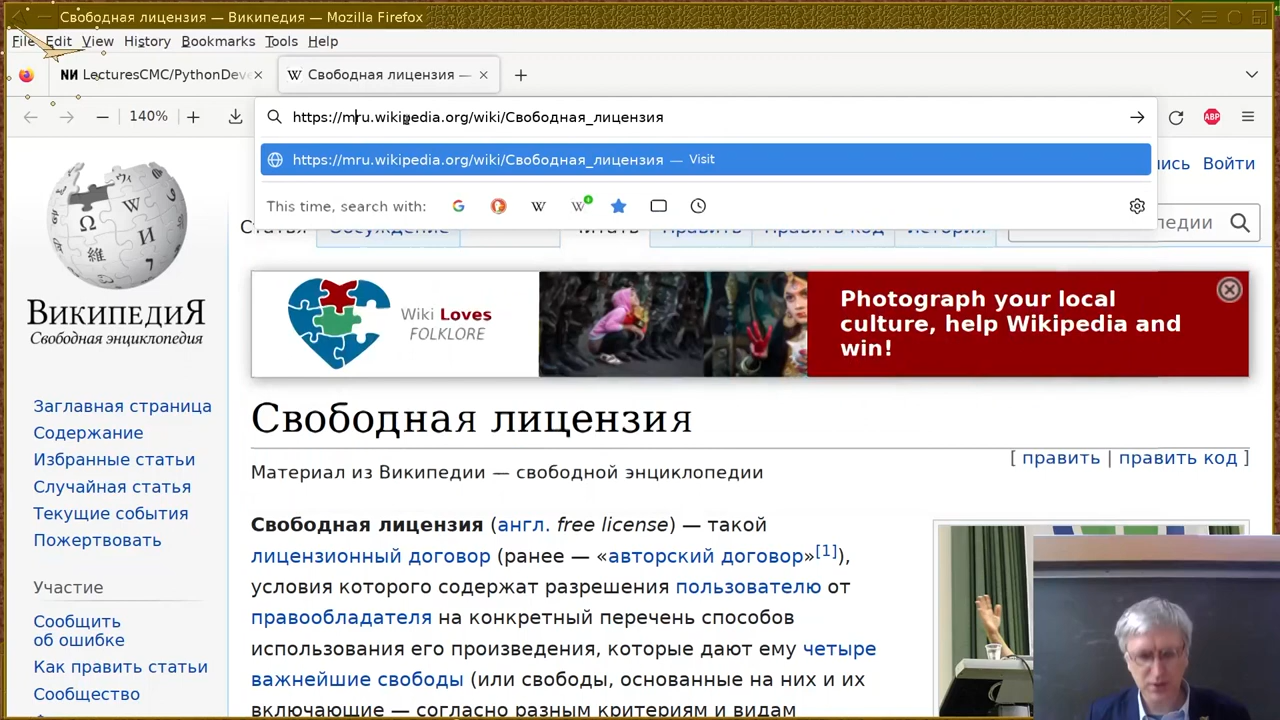 Свободная лицензия — Википедия — Mozilla Firefox
File Edit View History Bookmarks Tools Help
LecturesCMC/PythonDeve
Свободная лицензия —
140%
https://mru.wikipedia.org/wiki/Свободная_лицензия
ABP
https://mru.wikipedia.org/wiki/Свободная_лицензия — Visit
This time, search with:
Войти
ВикипедиЯ
Свободная энциклопедия
Wiki Loves
FOLKLORE
Photograph your local
culture, help Wikipedia and
win!
Заглавная страница
Содержание
Избранные статьи
Случайная статья
Текущие события
Пожертвовать
Участие
Сообщить
об ошибке
Как править статьи
Сообщество
Свободная лицензия
[ править | править код ]
Материал из Википедии — свободной энциклопедии
Свободная лицензия (англ. free license) — такой
лицензионный договор (ранее — «авторский договор»[1]),
условия которого содержат разрешения пользователю от
правообладателя на конкретный перечень способов
использования его произведения, которые дают ему четыре
важнейшие свободы (или свободы, основанные на них и их
включающие — согласно разным критериям и видам